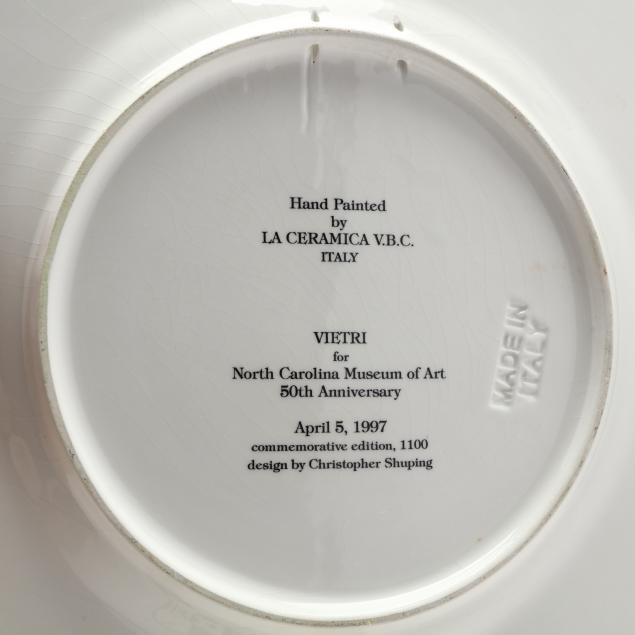 Hand Painted
by
LA CERAMICA V.B.C.
ITALY
VIETRI
for
North Carolina Museum of Art
50th Anniversary
April 5, 1997
commemorative edition, 1100
design by Christopher Shuping
MADE IN
ITALY